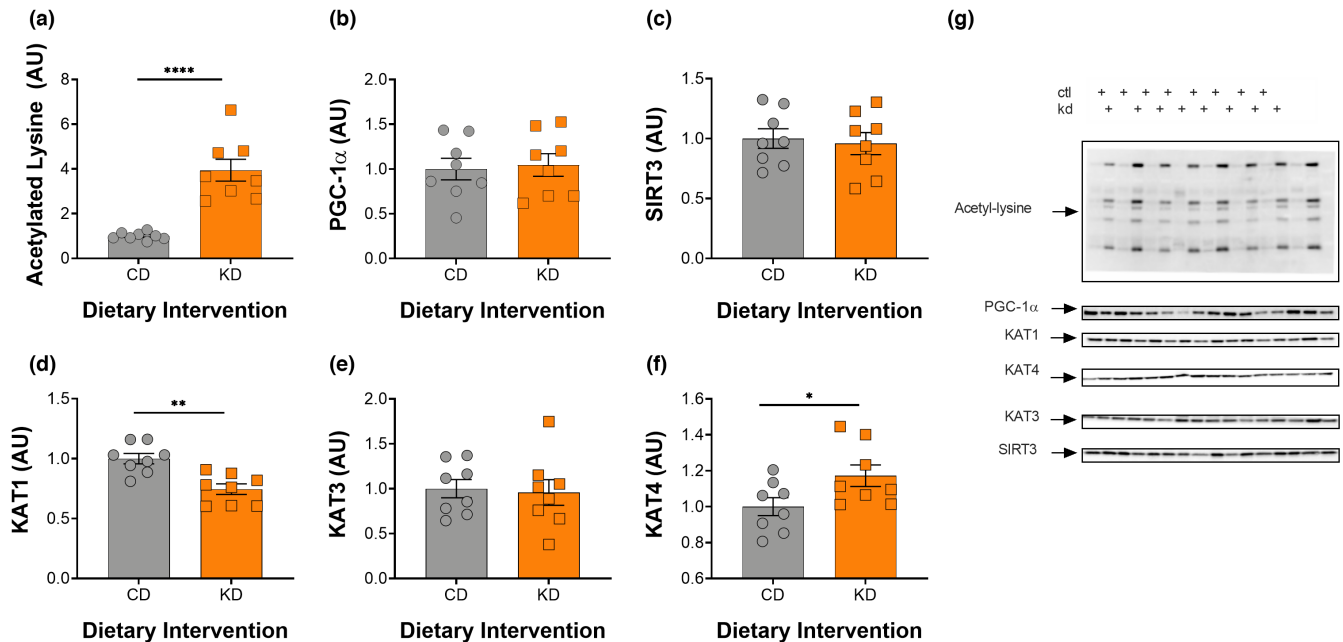 (a)
Acetylated Lysine (AU)
8
6
4
2
0
****
CD
KD
Dietary Intervention
(b)
PGC-1α (AU)
2.0
1.5
1.0
0.5
0.0
CD
KD
Dietary Intervention
(c)
SIRT3 (AU)
1.5
1.0
0.5
0.0
CD
KD
Dietary Intervention
(d)
KAT1 (AU)
1.5
1.0
0.5
0.0
**
CD
KD
Dietary Intervention
(e)
KAT3 (AU)
2.0
1.5
1.0
0.5
0.0
CD
KD
Dietary Intervention
(f)
KAT4 (AU)
1.6
1.4
1.2
1.0
0.8
0.6
*
CD
KD
Dietary Intervention
(g)
ctl + + + + + + + +
kd + + + + + + + +
Acetyl-lysine
PGC-1α
KAT1
KAT4
KAT3
SIRT3